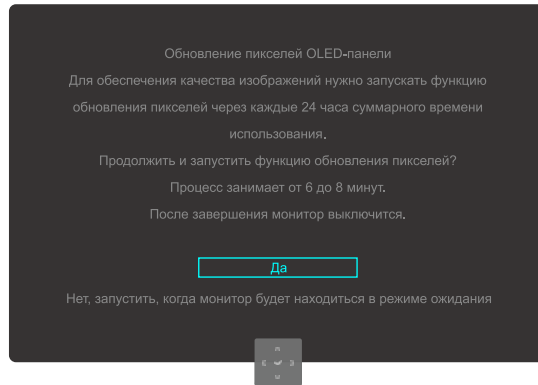 Обновление пикселей OLED-панели
Для обеспечения качества изображений нужно запускать функцию
обновления пикселей через каждые 24 часа суммарного времени
использования.
Продолжить и запустить функцию обновления пикселей?
Процесс занимает от 6 до 8 минут.
После завершения монитор выключится.
Да
Нет, запустить, когда монитор будет находиться в режиме ожидания